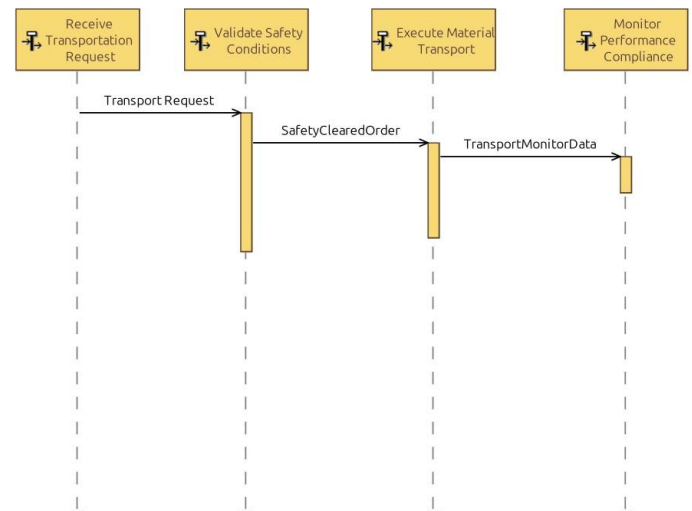 Receive
Transportation
Request
Validate Safety
Conditions
Execute Material
Transport
Monitor
Performance
Compliance
Transport Request
SafetyClearedOrder
TransportMonitorData